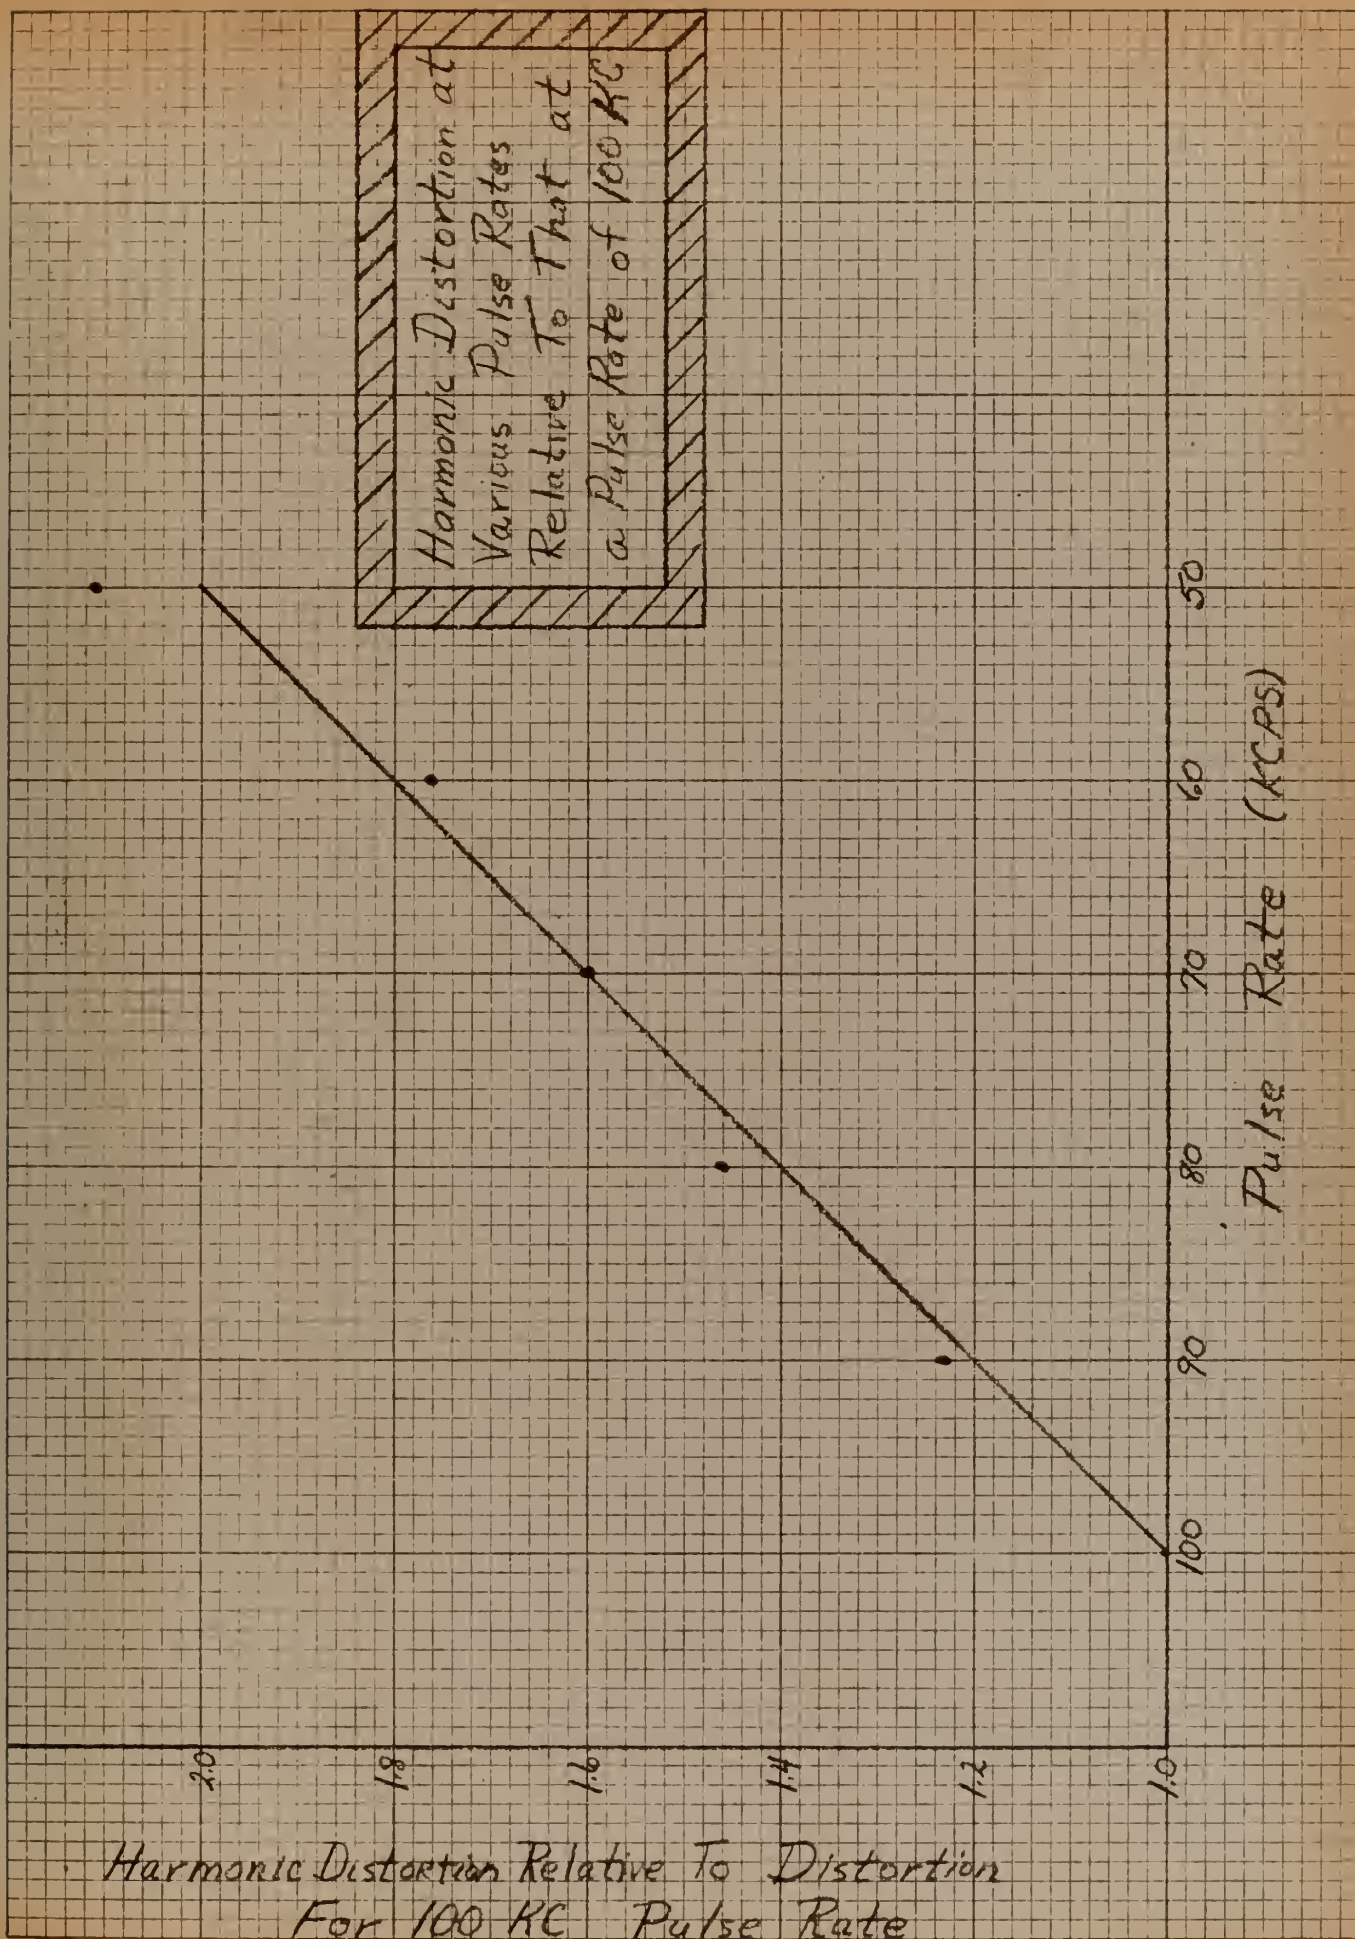 Harmonic Distortion at
Various Pulse Rates
Relative To That at
a Pulse Rate of 100 KC
2.0
1.8
1.6
1.4
1.2
1.0
Harmonic Distortion Relative To Distortion
For 100 KC Pulse Rate
100 90 80 70 60 50
Pulse Rate (KCPS)